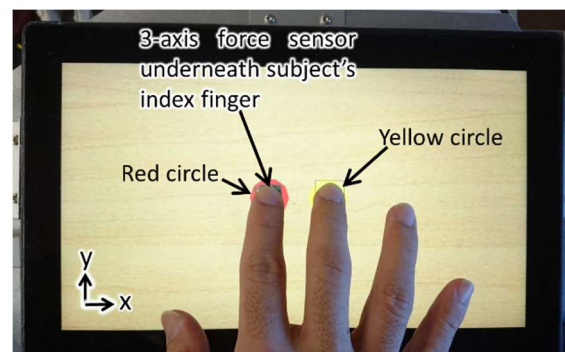 3-axis force sensor
underneath subject's
index finger
Yellow circle
Red circle
y
x